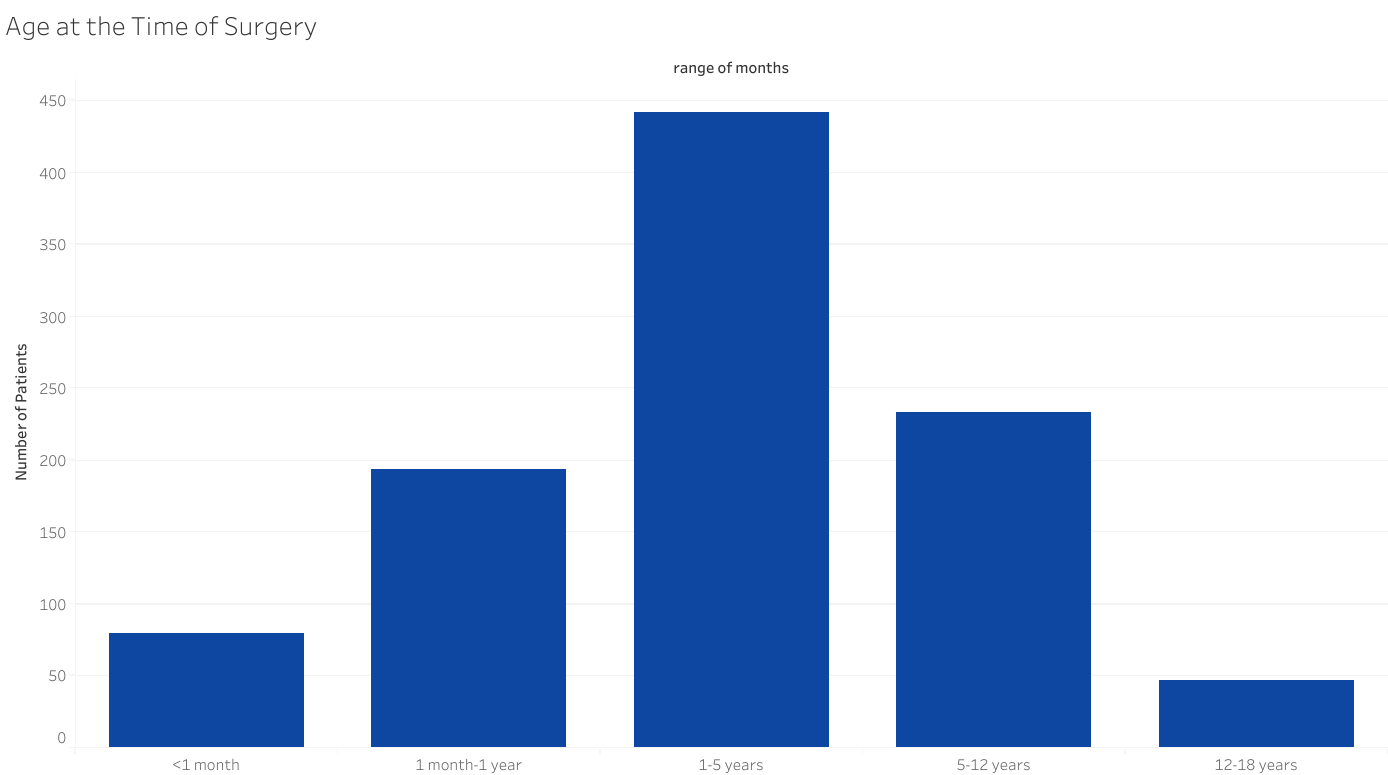 Age at the Time of Surgery
range of months
Number of Patients
450
400
350
300
250
200
150
100
50
0
<1 month
1 month-1 year
1-5 years
5-12 years
12-18 years